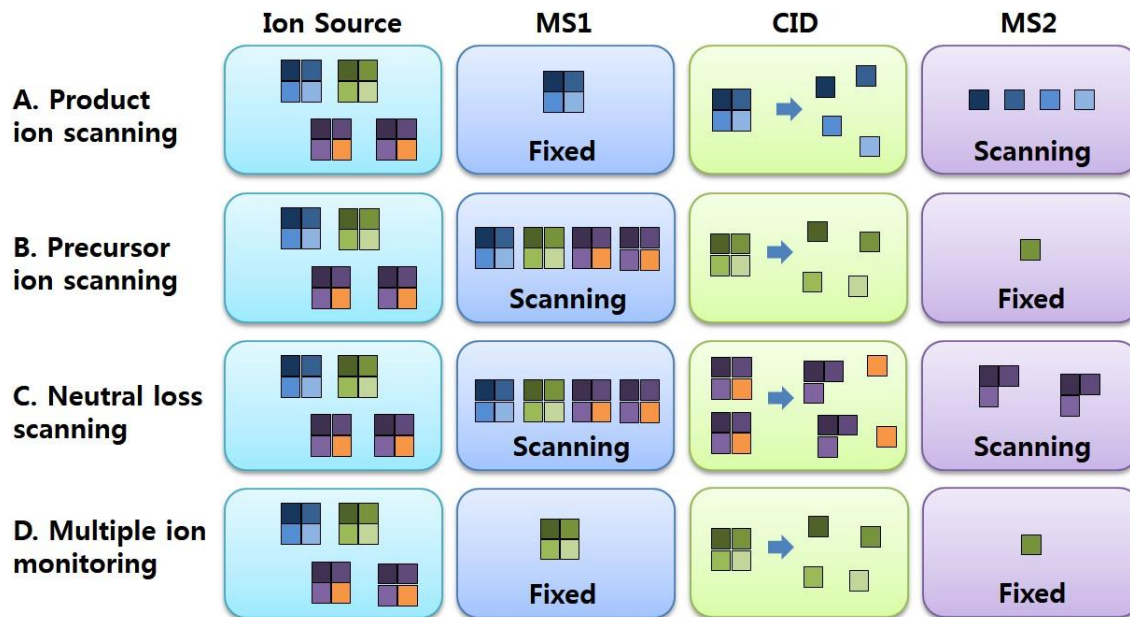 Ion Source MS1 CID MS2
A. Product
ion scanning
Fixed
Scanning
B. Precursor
ion scanning
Scanning
Fixed
C. Neutral loss
scanning
Scanning
Scanning
D. Multiple ion
monitoring
Fixed
Fixed